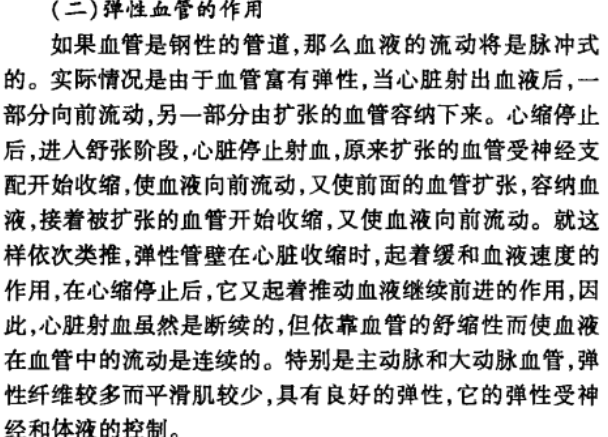 (二)弹性血管的作用
如果血管是钢性的管道,那么血液的流动将是脉冲式
的。实际情况是由于血管富有弹性,当心脏射出血液后,一
部分向前流动,另一部分由扩张的血管容纳下来。心缩停止
后,进入舒张阶段,心脏停止射血,原来扩张的血管受神经支
配开始收缩,使血液向前流动,又使前面的血管扩张,容纳血
液,接着被扩张的血管开始收缩,又使血液向前流动。就这
样依次类推,弹性管壁在心脏收缩时,起着缓和血液速度的
作用,在心缩停止后,它又起着推动血液继续前进的作用,因
此,心脏射血虽然是断续的,但依靠血管的舒缩性而使血液
在血管中的流动是连续的。特别是主动脉和大动脉血管,弹
性纤维较多而平滑肌较少,具有良好的弹性,它的弹性受神
经和体液的控制。